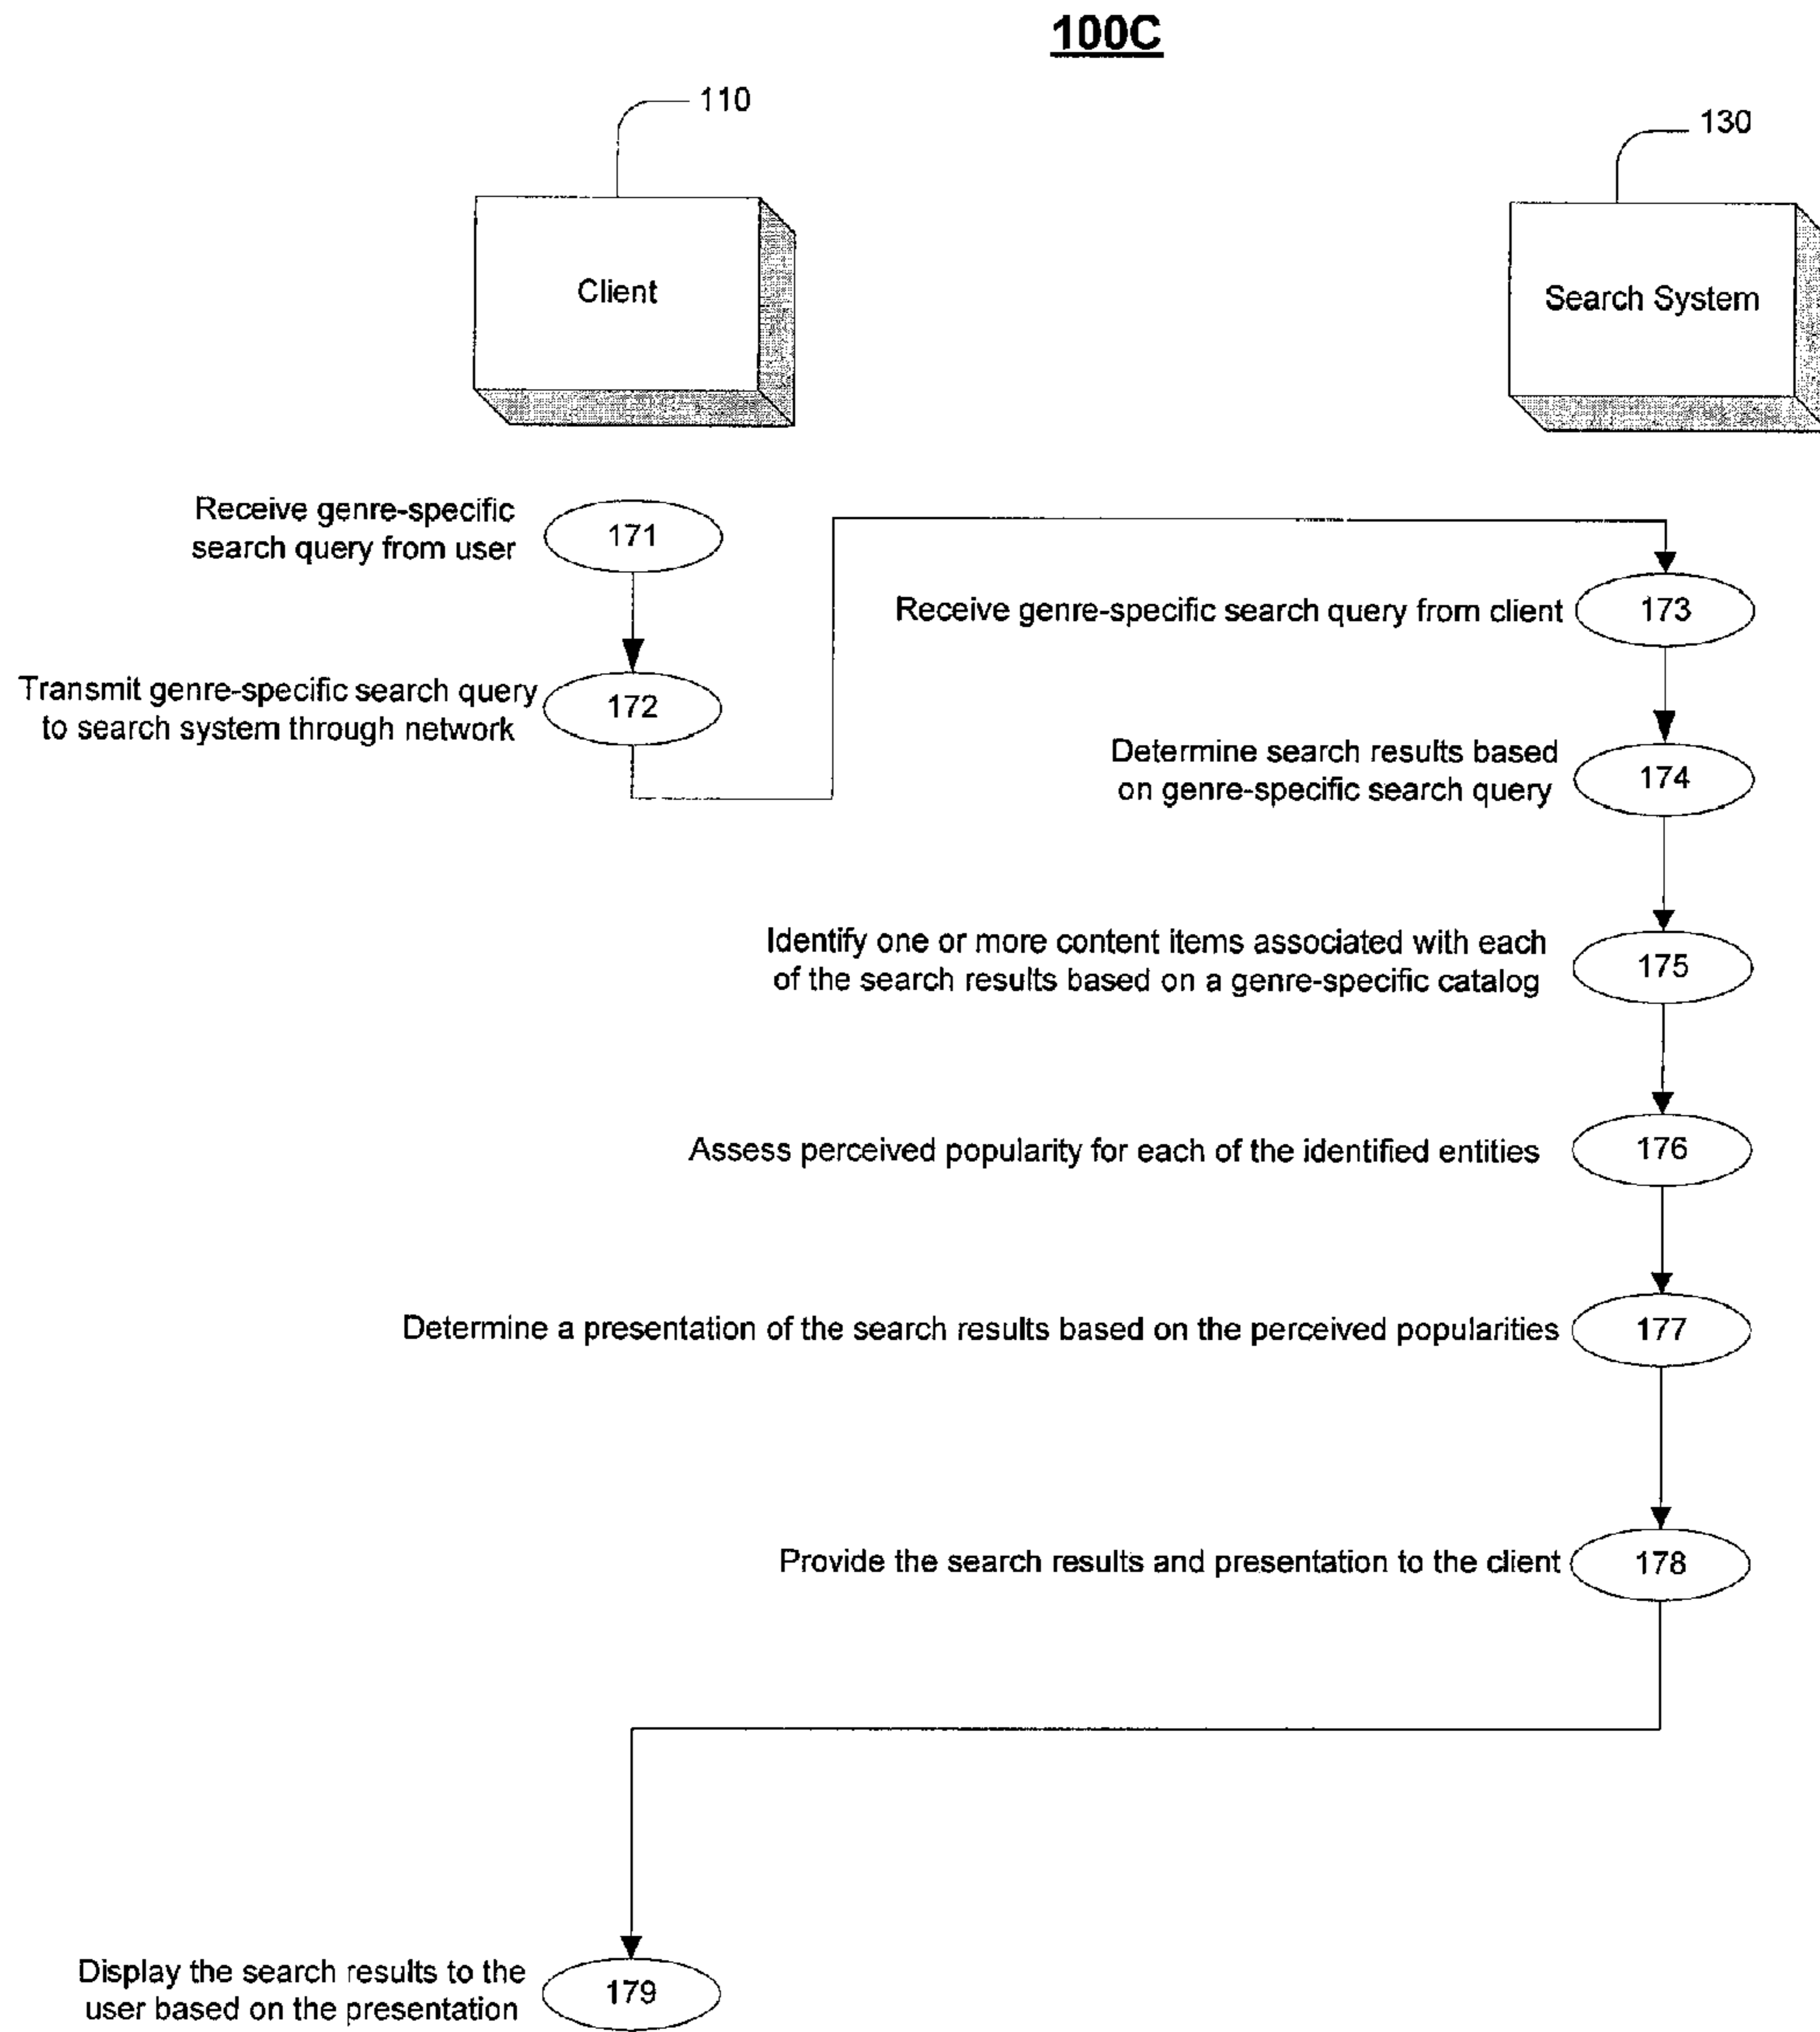 100C
110
130
Client
Search System
Receive genre-specific
search query from user
171
Receive genre-specific search query from client
173
Transmit genre-specific search query
to search system through network
172
Determine search results based
on genre-specific search query
174
Identify one or more content items associated with each
of the search results based on a genre-specific catalog
175
Assess perceived popularity for each of the identified entities
176
Determine a presentation of the search results based on the perceived popularities
177
Provide the search results and presentation to the client
178
Display the search results to the
user based on the presentation
179